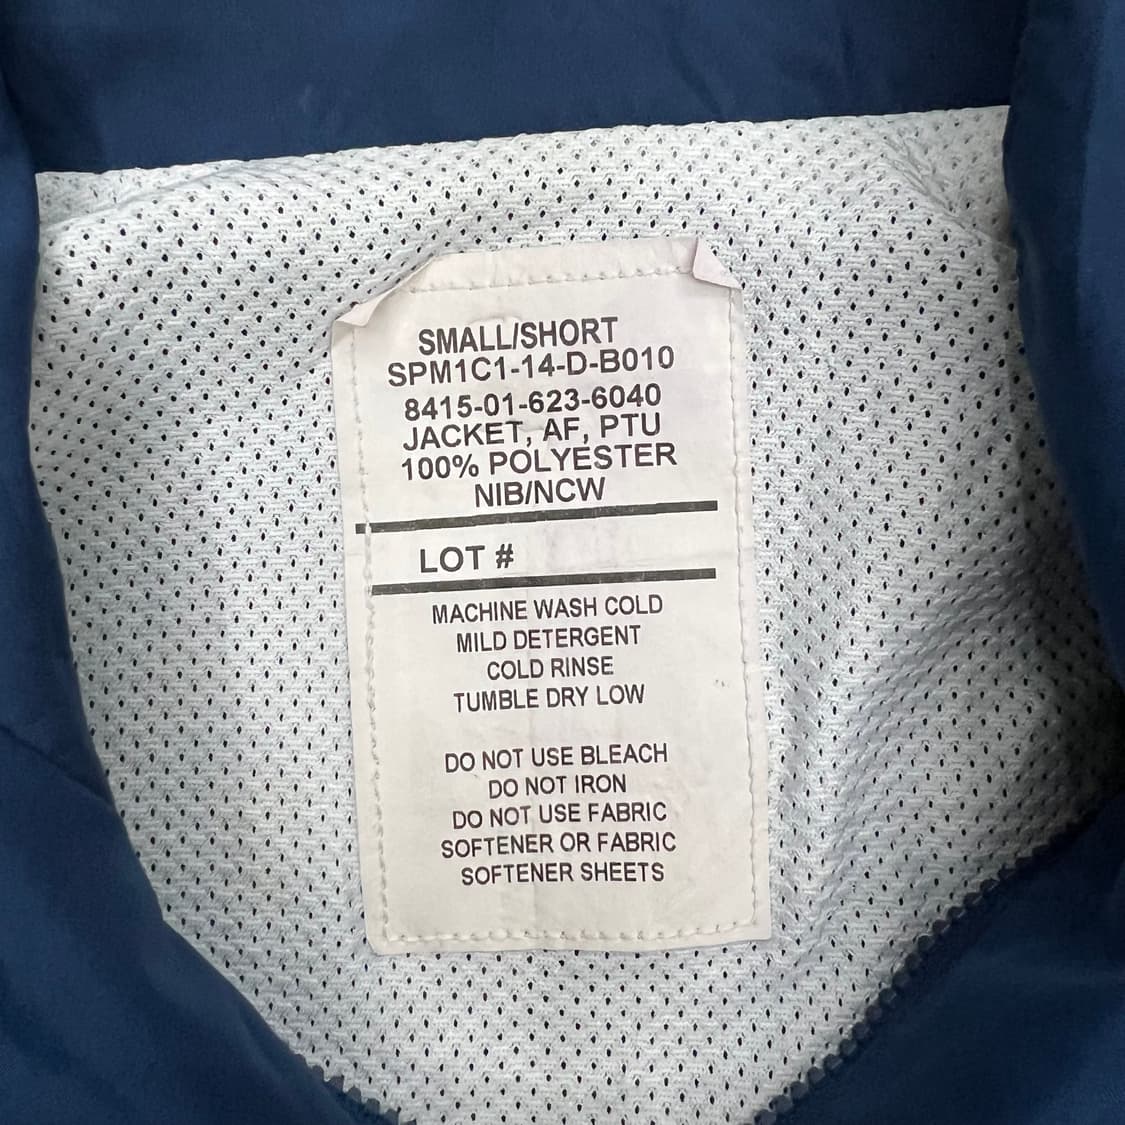 SMALL/SHORT
SPM1C1-14-D-B010
8415-01-623-6040
JACKET, AF, PTU
100% POLYESTER
NIB/NCW
LOT #
MACHINE WASH COLD
MILD DETERGENT
COLD RINSE
TUMBLE DRY LOW
DO NOT USE BLEACH
DO NOT IRON
DO NOT USE FABRIC
SOFTENER OR FABRIC
SOFTENER SHEETS